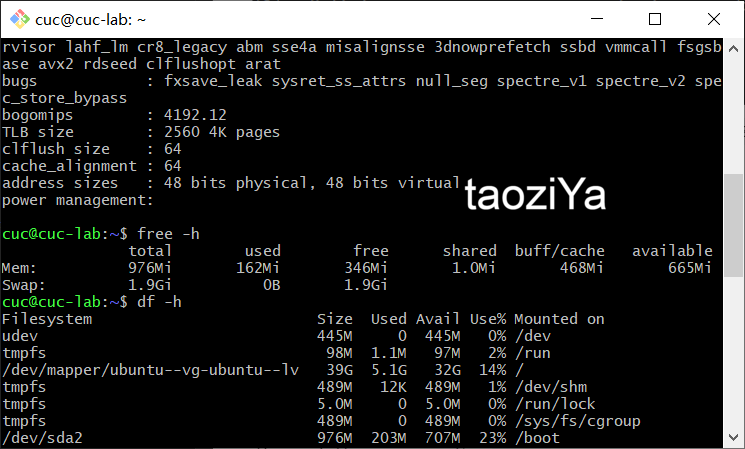 cuc@cuc-lab: ~
rvisor lahf_lm cr8_legacy abm sse4a misalignsse 3dnowprefetch ssbd vmmcall fsgsb
ase avx2 rdseed clflushopt arat
bugs            : fxsave_leak sysret_ss_attrs null_seg spectre_v1 spectre_v2 spe
c_store_bypass
bogomips        : 4192.12
TLB size        : 2560 4K pages
clflush size    : 64
cache_alignment : 64
address sizes   : 48 bits physical, 48 bits virtual
power management:
taoziYa
cuc@cuc-lab:~$ free -h
              total        used        free      shared  buff/cache   available
Mem:          976Mi       162Mi       346Mi       1.0Mi       468Mi       665Mi
Swap:         1.9Gi          0B       1.9Gi
cuc@cuc-lab:~$ df -h
Filesystem                         Size  Used Avail Use% Mounted on
udev                               445M     0  445M   0% /dev
tmpfs                               98M  1.1M   97M   2% /run
/dev/mapper/ubuntu--vg-ubuntu--lv   39G  5.1G   32G  14% /
tmpfs                              489M   12K  489M   1% /dev/shm
tmpfs                              5.0M     0  5.0M   0% /run/lock
tmpfs                              489M     0  489M   0% /sys/fs/cgroup
/dev/sda2                          976M  203M  707M  23% /boot